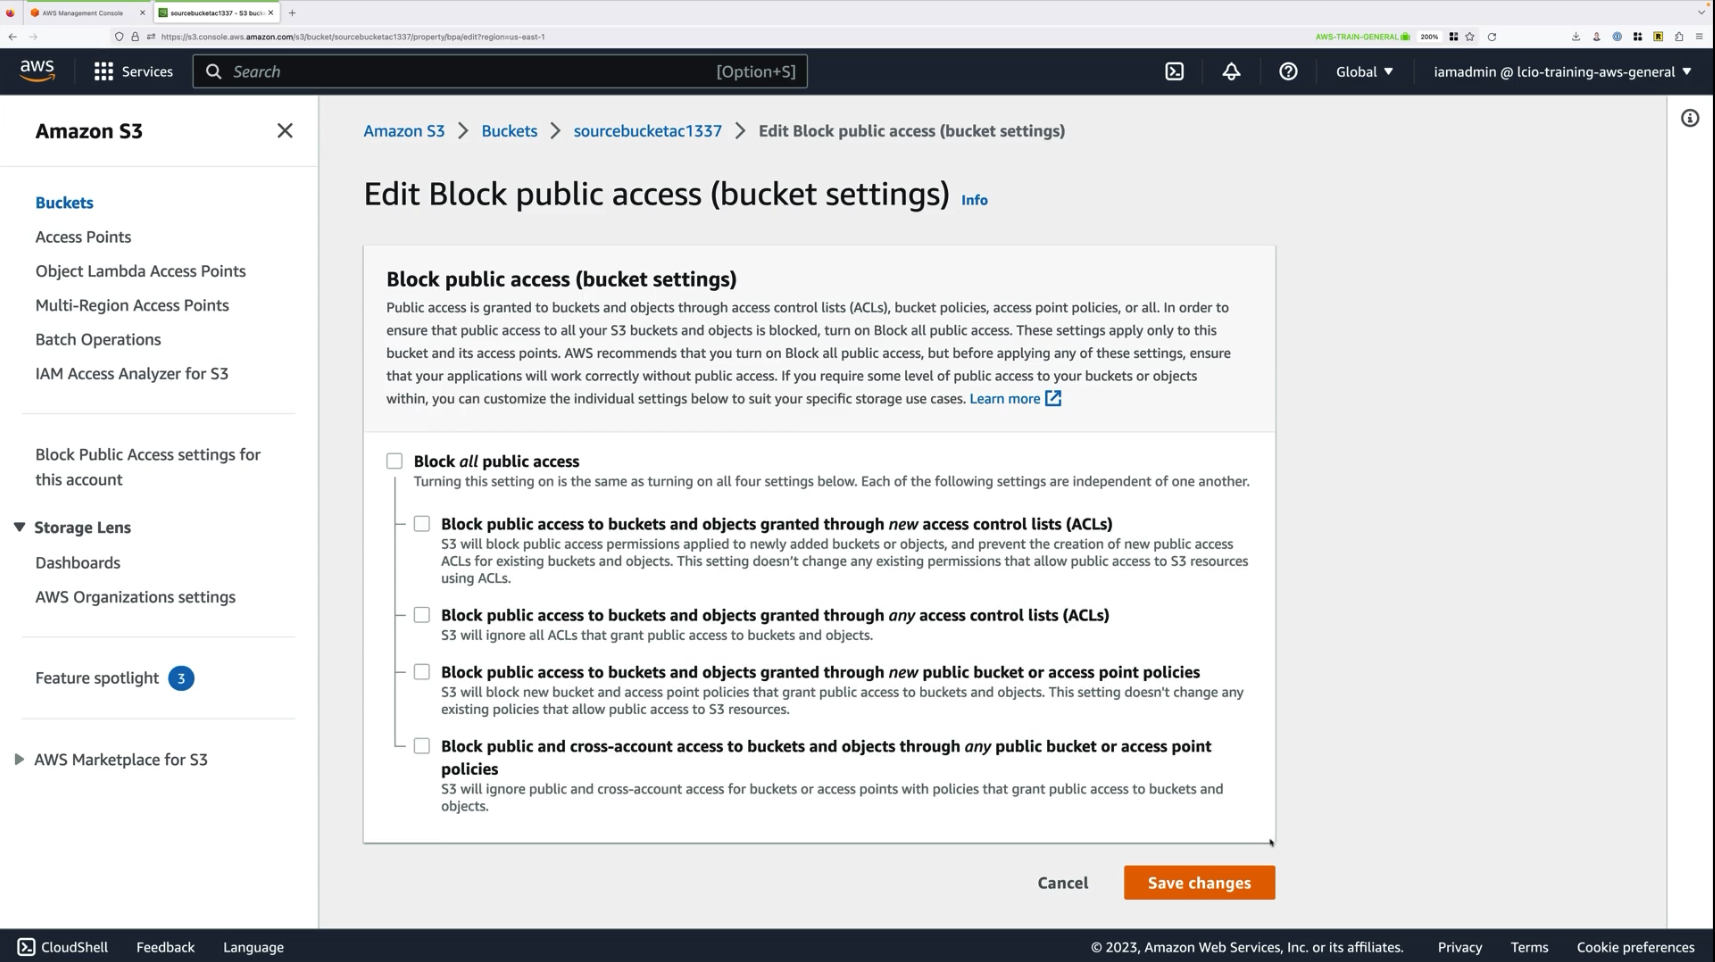 AWS Management Console
sourcebucketac1337 - S3 buck
https://s3.console.aws.amazon.com/s3/bucket/sourcebucketac1337/property/bpa/edit?region=us-east-1
AWS-TRAIN-GENERAL
200%
aws
Services
Search
[Option+S]
Global
iamadmin @ lcio-training-aws-general
Amazon S3
Buckets
Access Points
Object Lambda Access Points
Multi-Region Access Points
Batch Operations
IAM Access Analyzer for S3
Block Public Access settings for
this account
Storage Lens
Dashboards
AWS Organizations settings
Feature spotlight 3
AWS Marketplace for S3
Amazon S3 > Buckets > sourcebucketac1337 > Edit Block public access (bucket settings)
Edit Block public access (bucket settings) Info
Block public access (bucket settings)
Public access is granted to buckets and objects through access control lists (ACLs), bucket policies, access point policies, or all. In order to
ensure that public access to all your S3 buckets and objects is blocked, turn on Block all public access. These settings apply only to this
bucket and its access points. AWS recommends that you turn on Block all public access, but before applying any of these settings, ensure
that your applications will work correctly without public access. If you require some level of public access to your buckets or objects
within, you can customize the individual settings below to suit your specific storage use cases. Learn more
Block all public access
Turning this setting on is the same as turning on all four settings below. Each of the following settings are independent of one another.
Block public access to buckets and objects granted through new access control lists (ACLs)
S3 will block public access permissions applied to newly added buckets or objects, and prevent the creation of new public access
ACLs for existing buckets and objects. This setting doesn't change any existing permissions that allow public access to S3 resources
using ACLs.
Block public access to buckets and objects granted through any access control lists (ACLs)
S3 will ignore all ACLs that grant public access to buckets and objects.
Block public access to buckets and objects granted through new public bucket or access point policies
S3 will block new bucket and access point policies that grant public access to buckets and objects. This setting doesn't change any
existing policies that allow public access to S3 resources.
Block public and cross-account access to buckets and objects through any public bucket or access point
policies
S3 will ignore public and cross-account access for buckets or access points with policies that grant public access to buckets and
objects.
Cancel
Save changes
CloudShell
Feedback
Language
© 2023, Amazon Web Services, Inc. or its affiliates.
Privacy
Terms
Cookie preferences